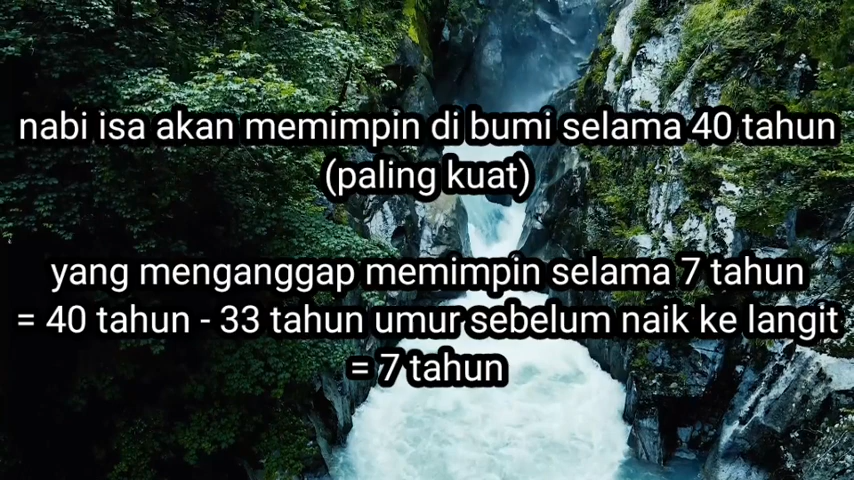 nabi isa akan memimpin di bumi selama 40 tahun
(paling kuat)
yang menganggap memimpin selama 7 tahun
= 40 tahun - 33 tahun umur sebelum naik ke langit
= 7 tahun